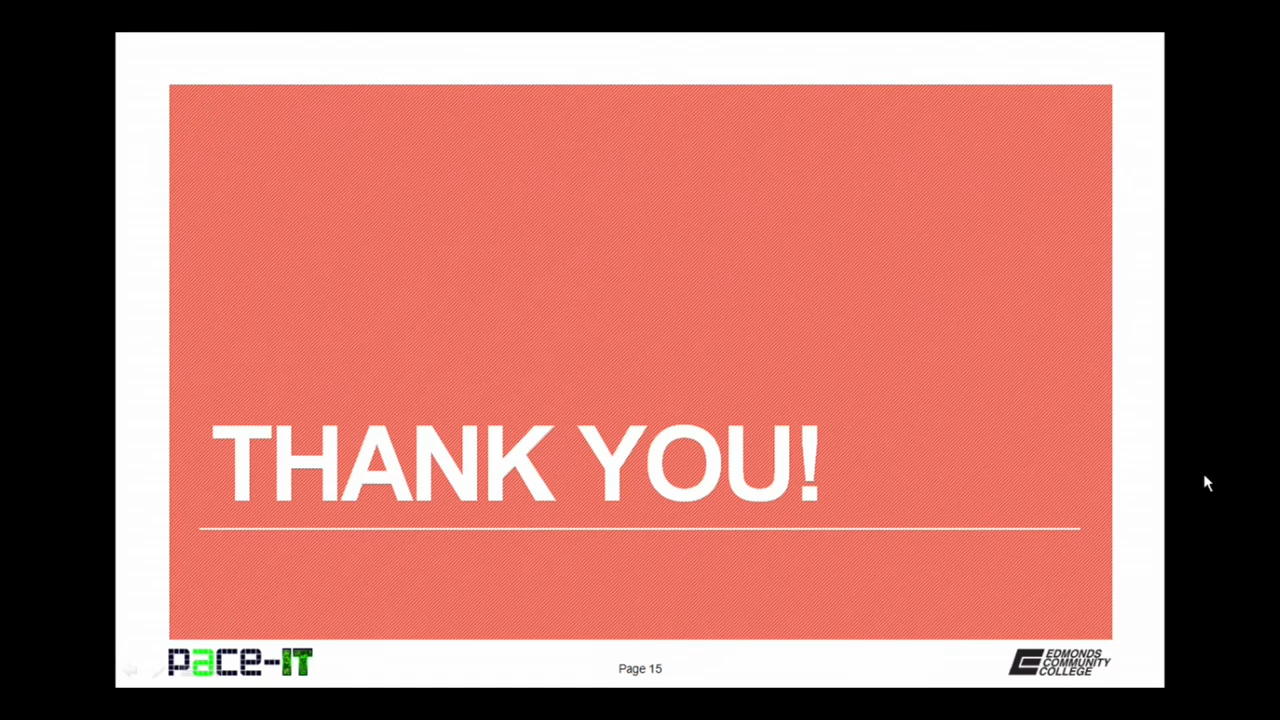 THANK YOU!
pace-IT
Page 15
EDMONDS
COMMUNITY
COLLEGE